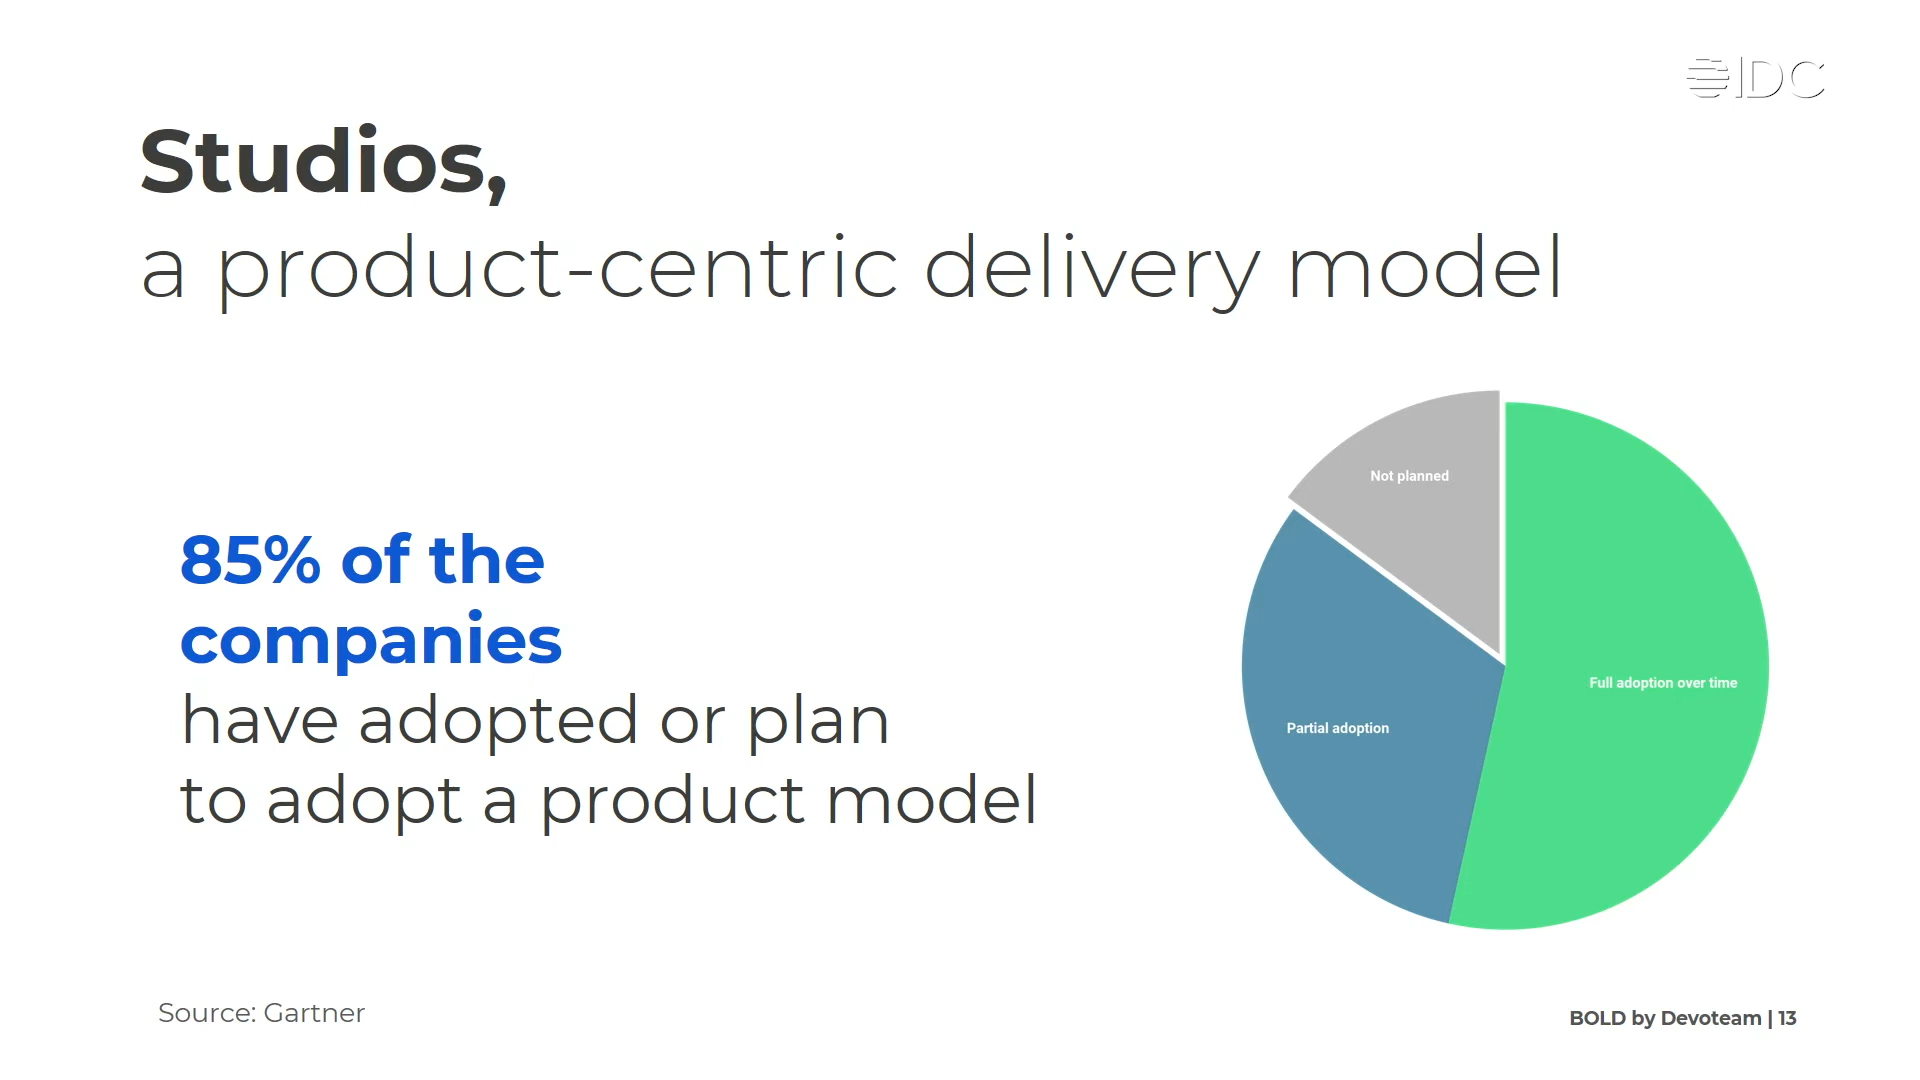 IDC
Studios,
a product-centric delivery model
Not planned
85% of the
companies
have adopted or plan
to adopt a product model
Full adoption over time
Partial adoption
Source: Gartner
BOLD by Devoteam | 13